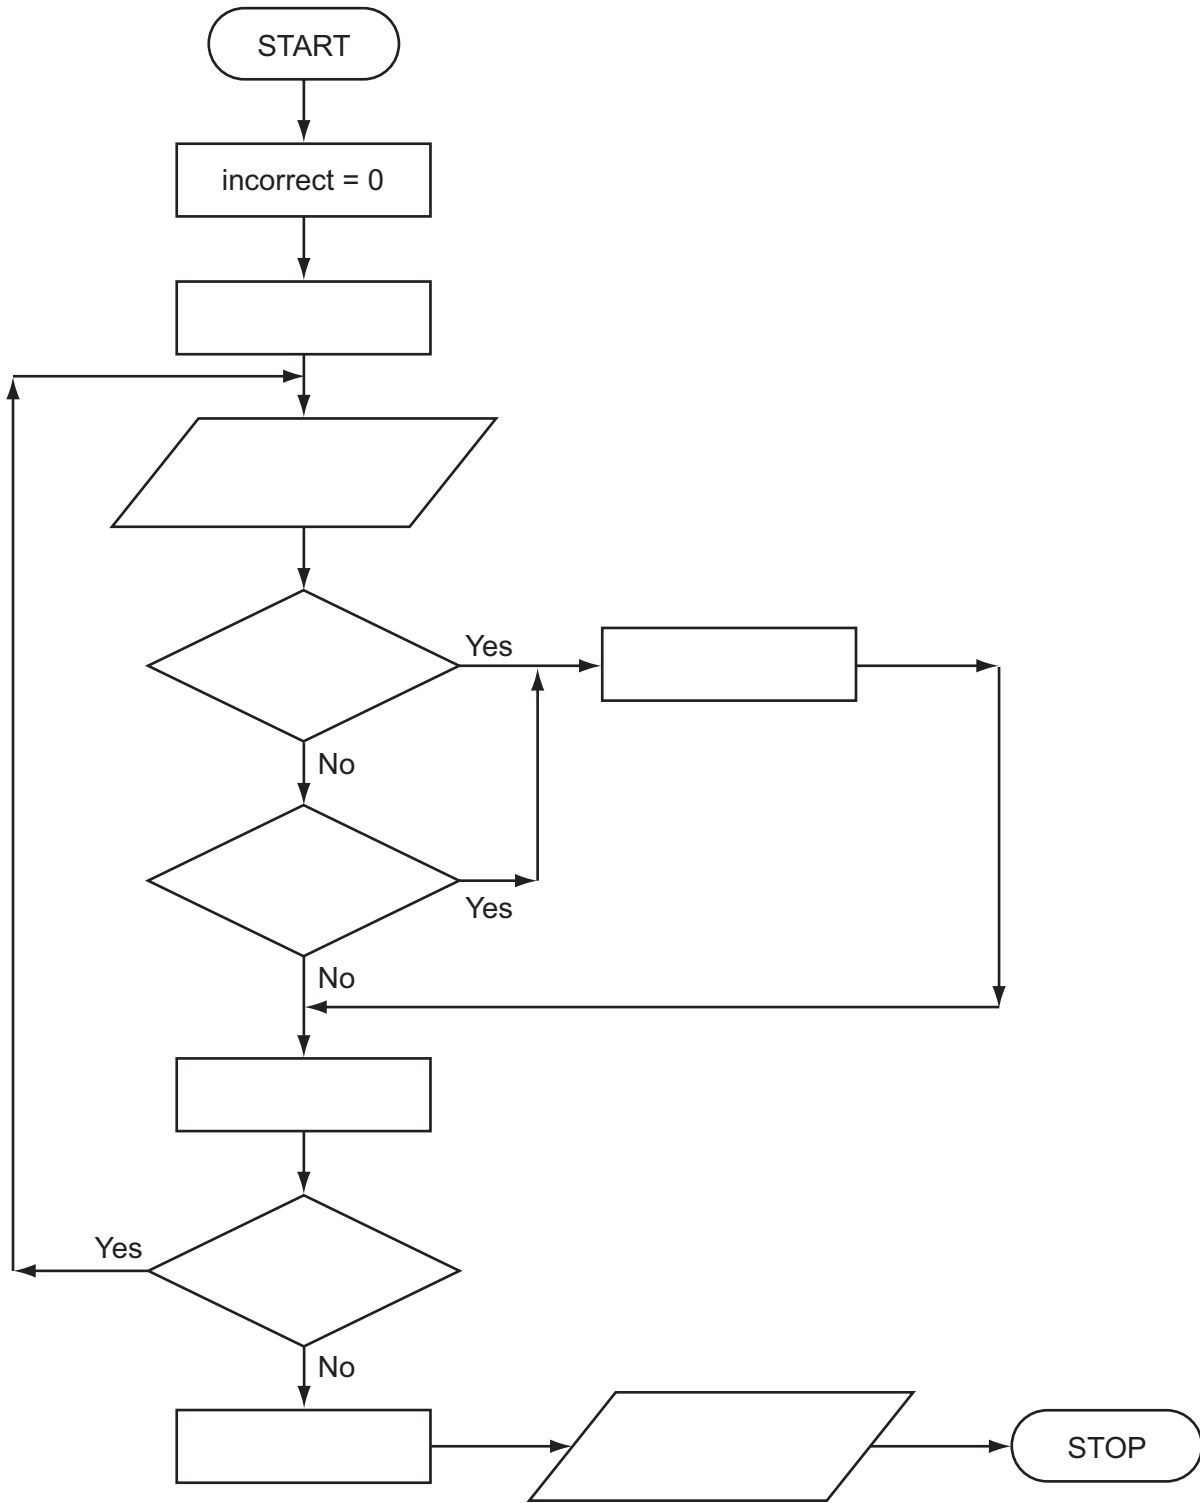 START
incorrect = 0
Yes
No
Yes
No
Yes
No
STOP